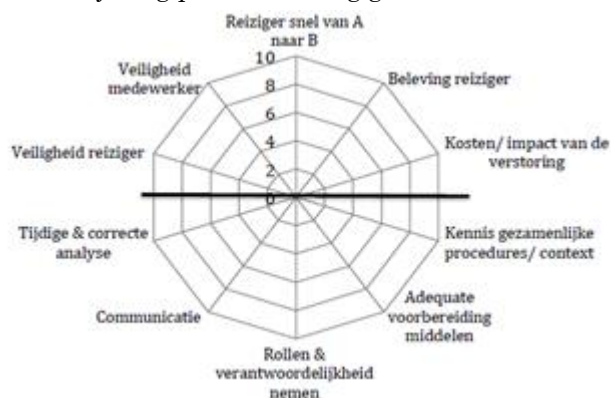 Reiziger snel van A
naar B
Veiligheid
medewerker
Beleving reiziger
Veiligheid reiziger
Kosten/ impact van de
verstoring
10
8
6
4
2
0
Tijdige & correcte
analyse
Kennis gezamenlijke
procedures/ context
Communicatie
Adequate
voorbereiding
middelen
Rollen &
verantwoordelijkheid
nemen